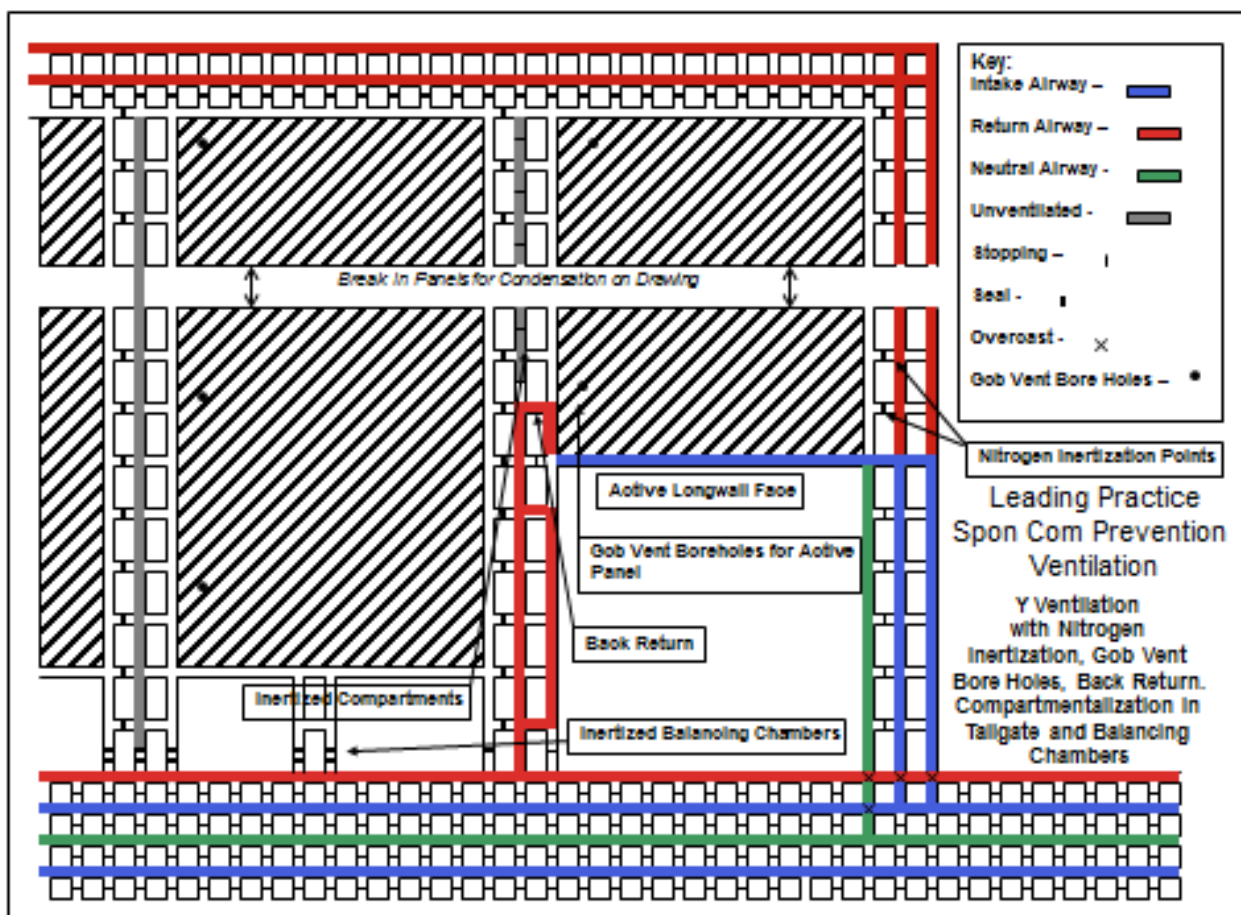 Key:
Intake Airway –
Return Airway –
Neutral Airway -
Unventilated -
Stopping –
Seal -
Overcast -
Gob Vent Bore Holes –
Break In Panels for Condensation on Drawing
Nitrogen Inertization Points
Active Longwall Face
Leading Practice
Spon Com Prevention
Ventilation
Gob Vent Boreholes for Active
Panel
Y Ventilation
with Nitrogen
Inertization, Gob Vent
Bore Holes, Back Return.
Compartmentalization in
Tailgate and Balancing
Chambers
Back Return
Inertized Compartments
Inertized Balancing Chambers